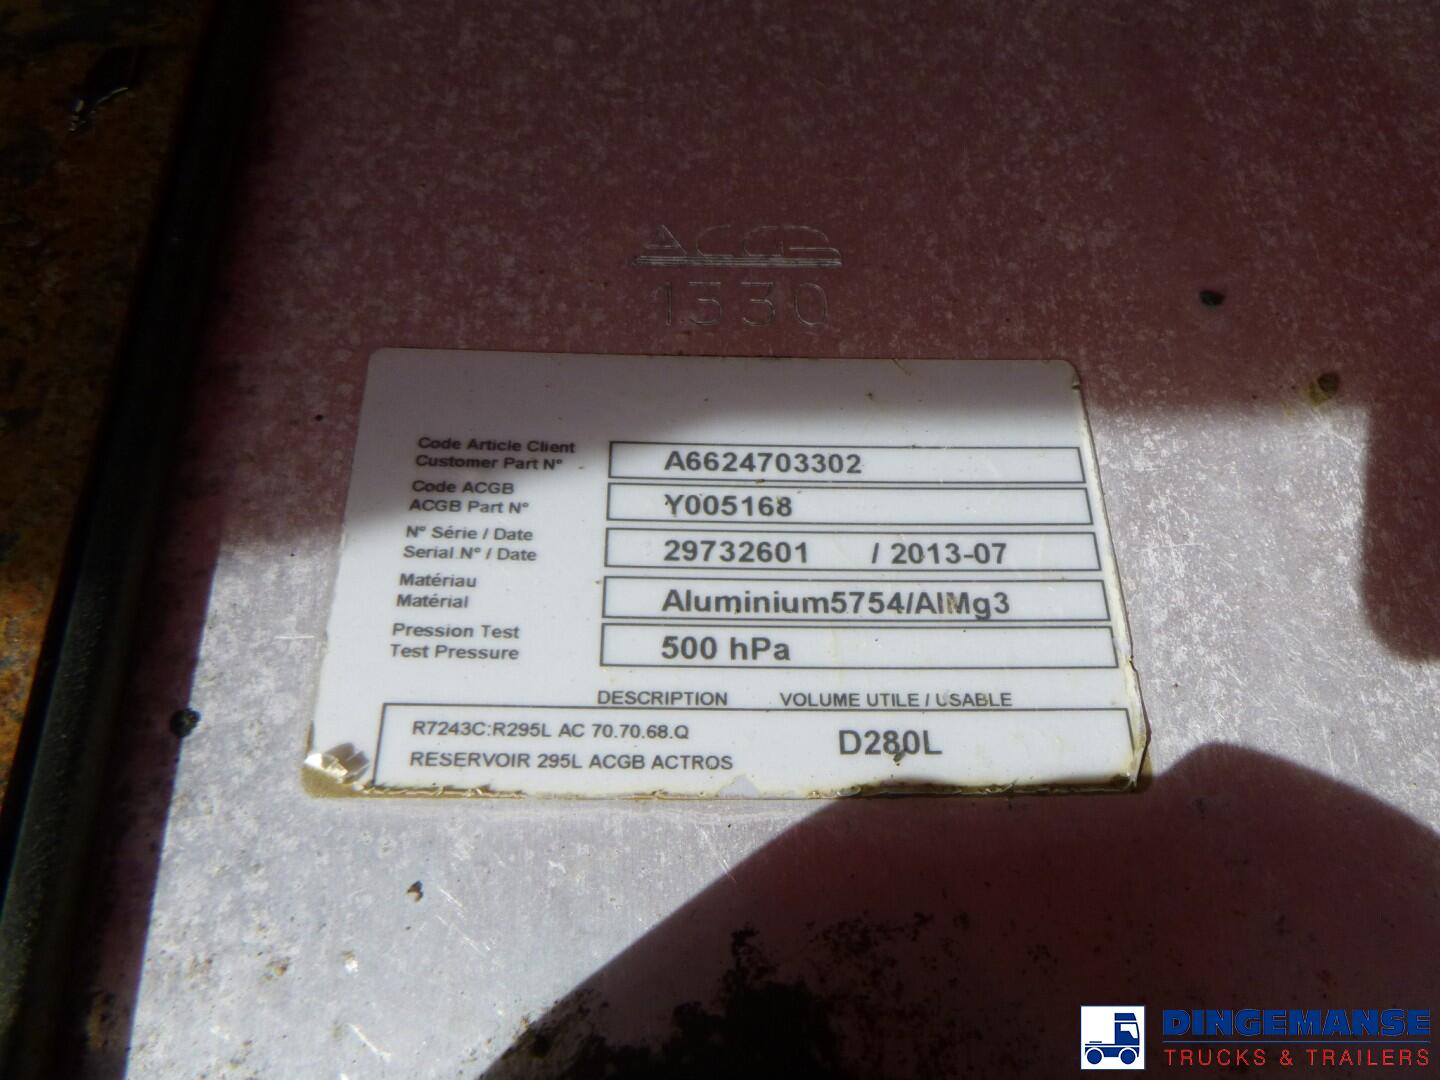 ACGB
1330
Code Article Client
Customer Part N° A6624703302
Code ACGB
ACGB Part N° Y005168
N° Série / Date
Serial N° / Date 29732601 / 2013-07
Matériau
Matérial Aluminium5754/AlMg3
Pression Test
Test Pressure 500 hPa
DESCRIPTION VOLUME UTILE / USABLE
R7243C:R295L AC 70.70.68.Q
RESERVOIR 295L ACGB ACTROS D280L
DINGEMANSE
TRUCKS & TRAILERS